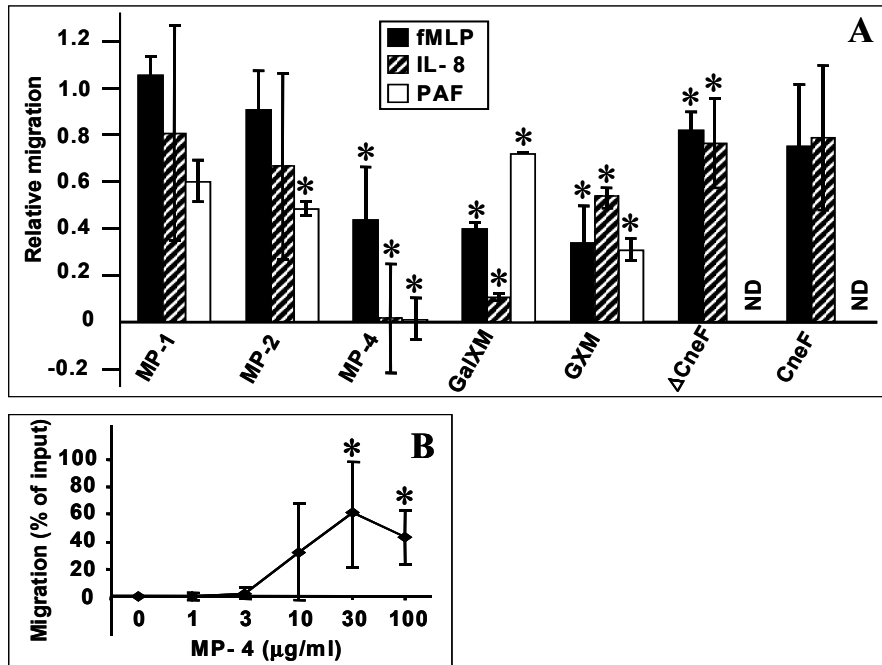 A
fMLP
IL- 8
PAF
Relative migration
1.2
1.0
0.8
0.6
0.4
0.2
0
-0.2
* * * * * * * * * * * *
ND
ND
MP-1
MP-2
MP-4
GalXM
GXM
ΔCneF
CneF
B
Migration (% of input)
100
80
60
40
20
0
* *
0 1 3 10 30 100
MP- 4 (μg/ml)